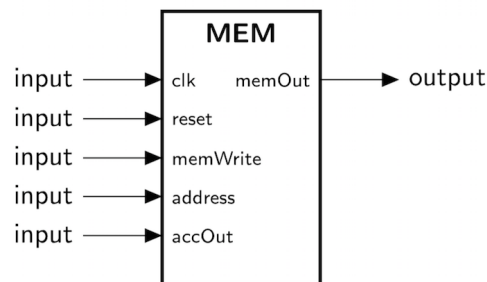 MEM
input clk memOut output
input reset
input memWrite
input address
input accOut